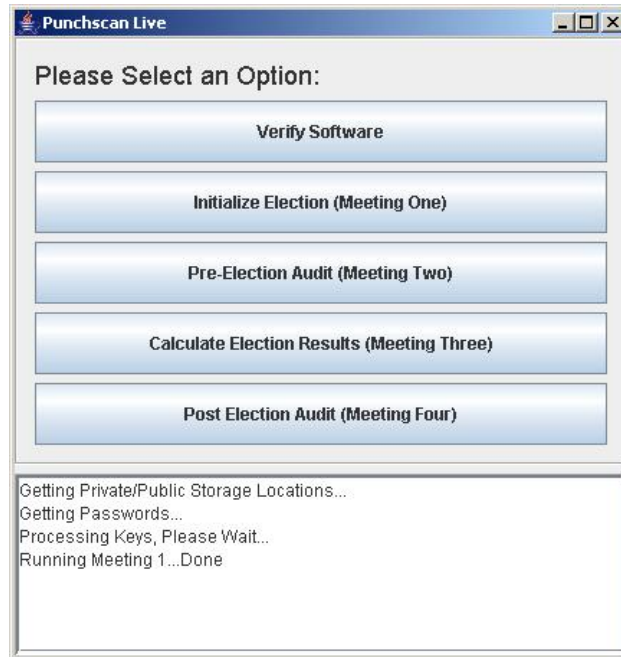 Punchscan Live
Please Select an Option:
Verify Software
Initialize Election (Meeting One)
Pre-Election Audit (Meeting Two)
Calculate Election Results (Meeting Three)
Post Election Audit (Meeting Four)
Getting Private/Public Storage Locations...
Getting Passwords...
Processing Keys, Please Wait...
Running Meeting 1...Done